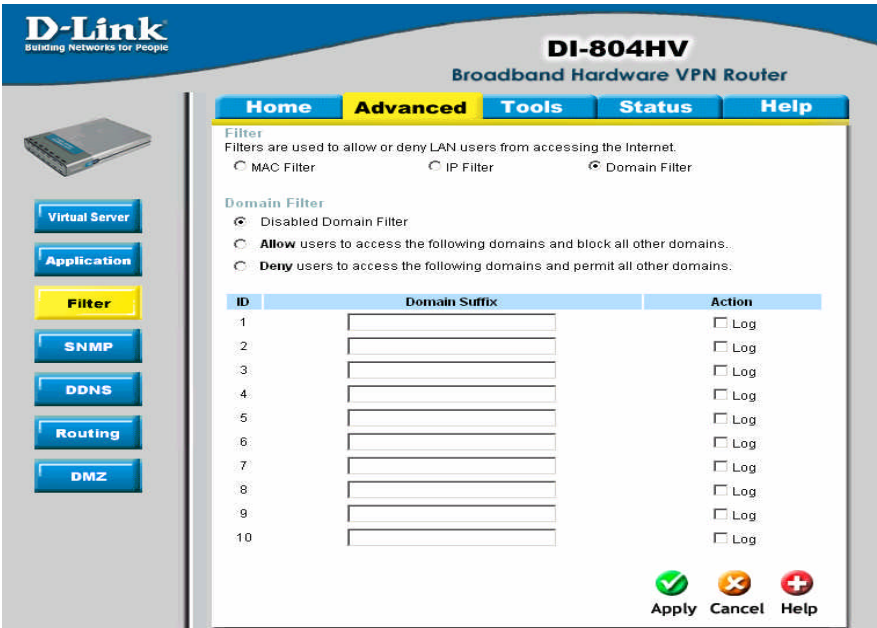 D-Link
Building Networks for People
DI-804HV
Broadband Hardware VPN Router
Home Advanced Tools Status Help
Virtual Server
Application
Filter
SNMP
DDNS
Routing
DMZ
Filter
Filters are used to allow or deny LAN users from accessing the Internet.
MAC Filter IP Filter Domain Filter
Domain Filter
Disabled Domain Filter
Allow users to access the following domains and block all other domains.
Deny users to access the following domains and permit all other domains.
ID Domain Suffix Action
1 Log
2 Log
3 Log
4 Log
5 Log
6 Log
7 Log
8 Log
9 Log
10 Log
Apply Cancel Help